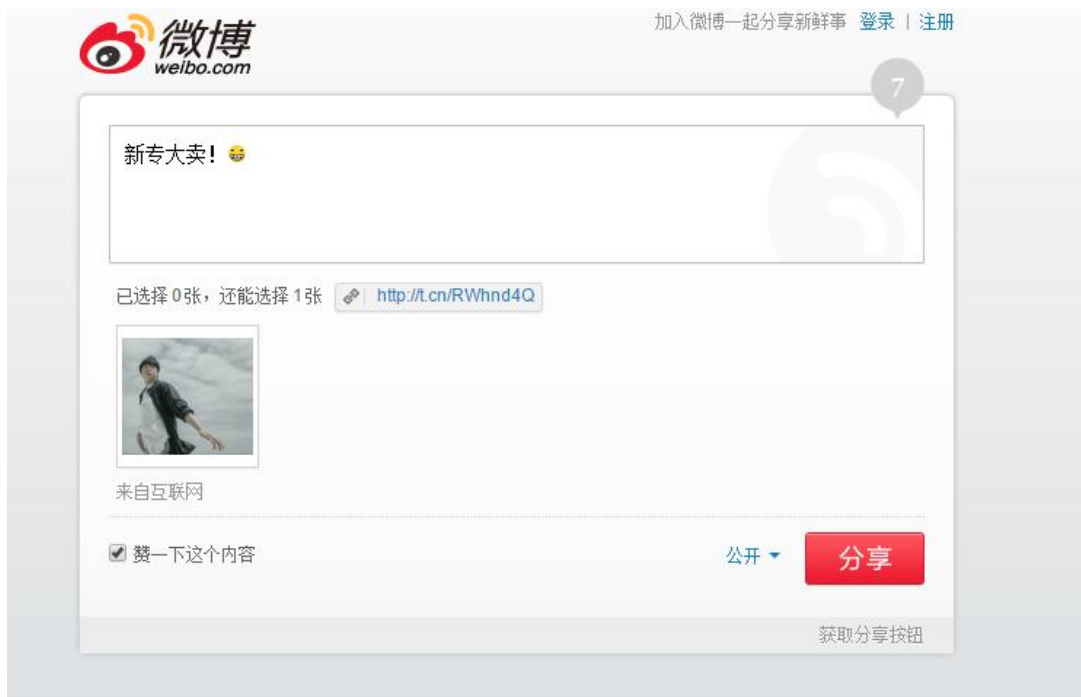 微博
weibo.com
加入微博一起分享新鲜事 登录 | 注册
7
新专大卖！😂
已选择0张，还能选择1张 http://t.cn/RWhnd4Q
来自互联网
赞一下这个内容
公开
分享
获取分享按钮